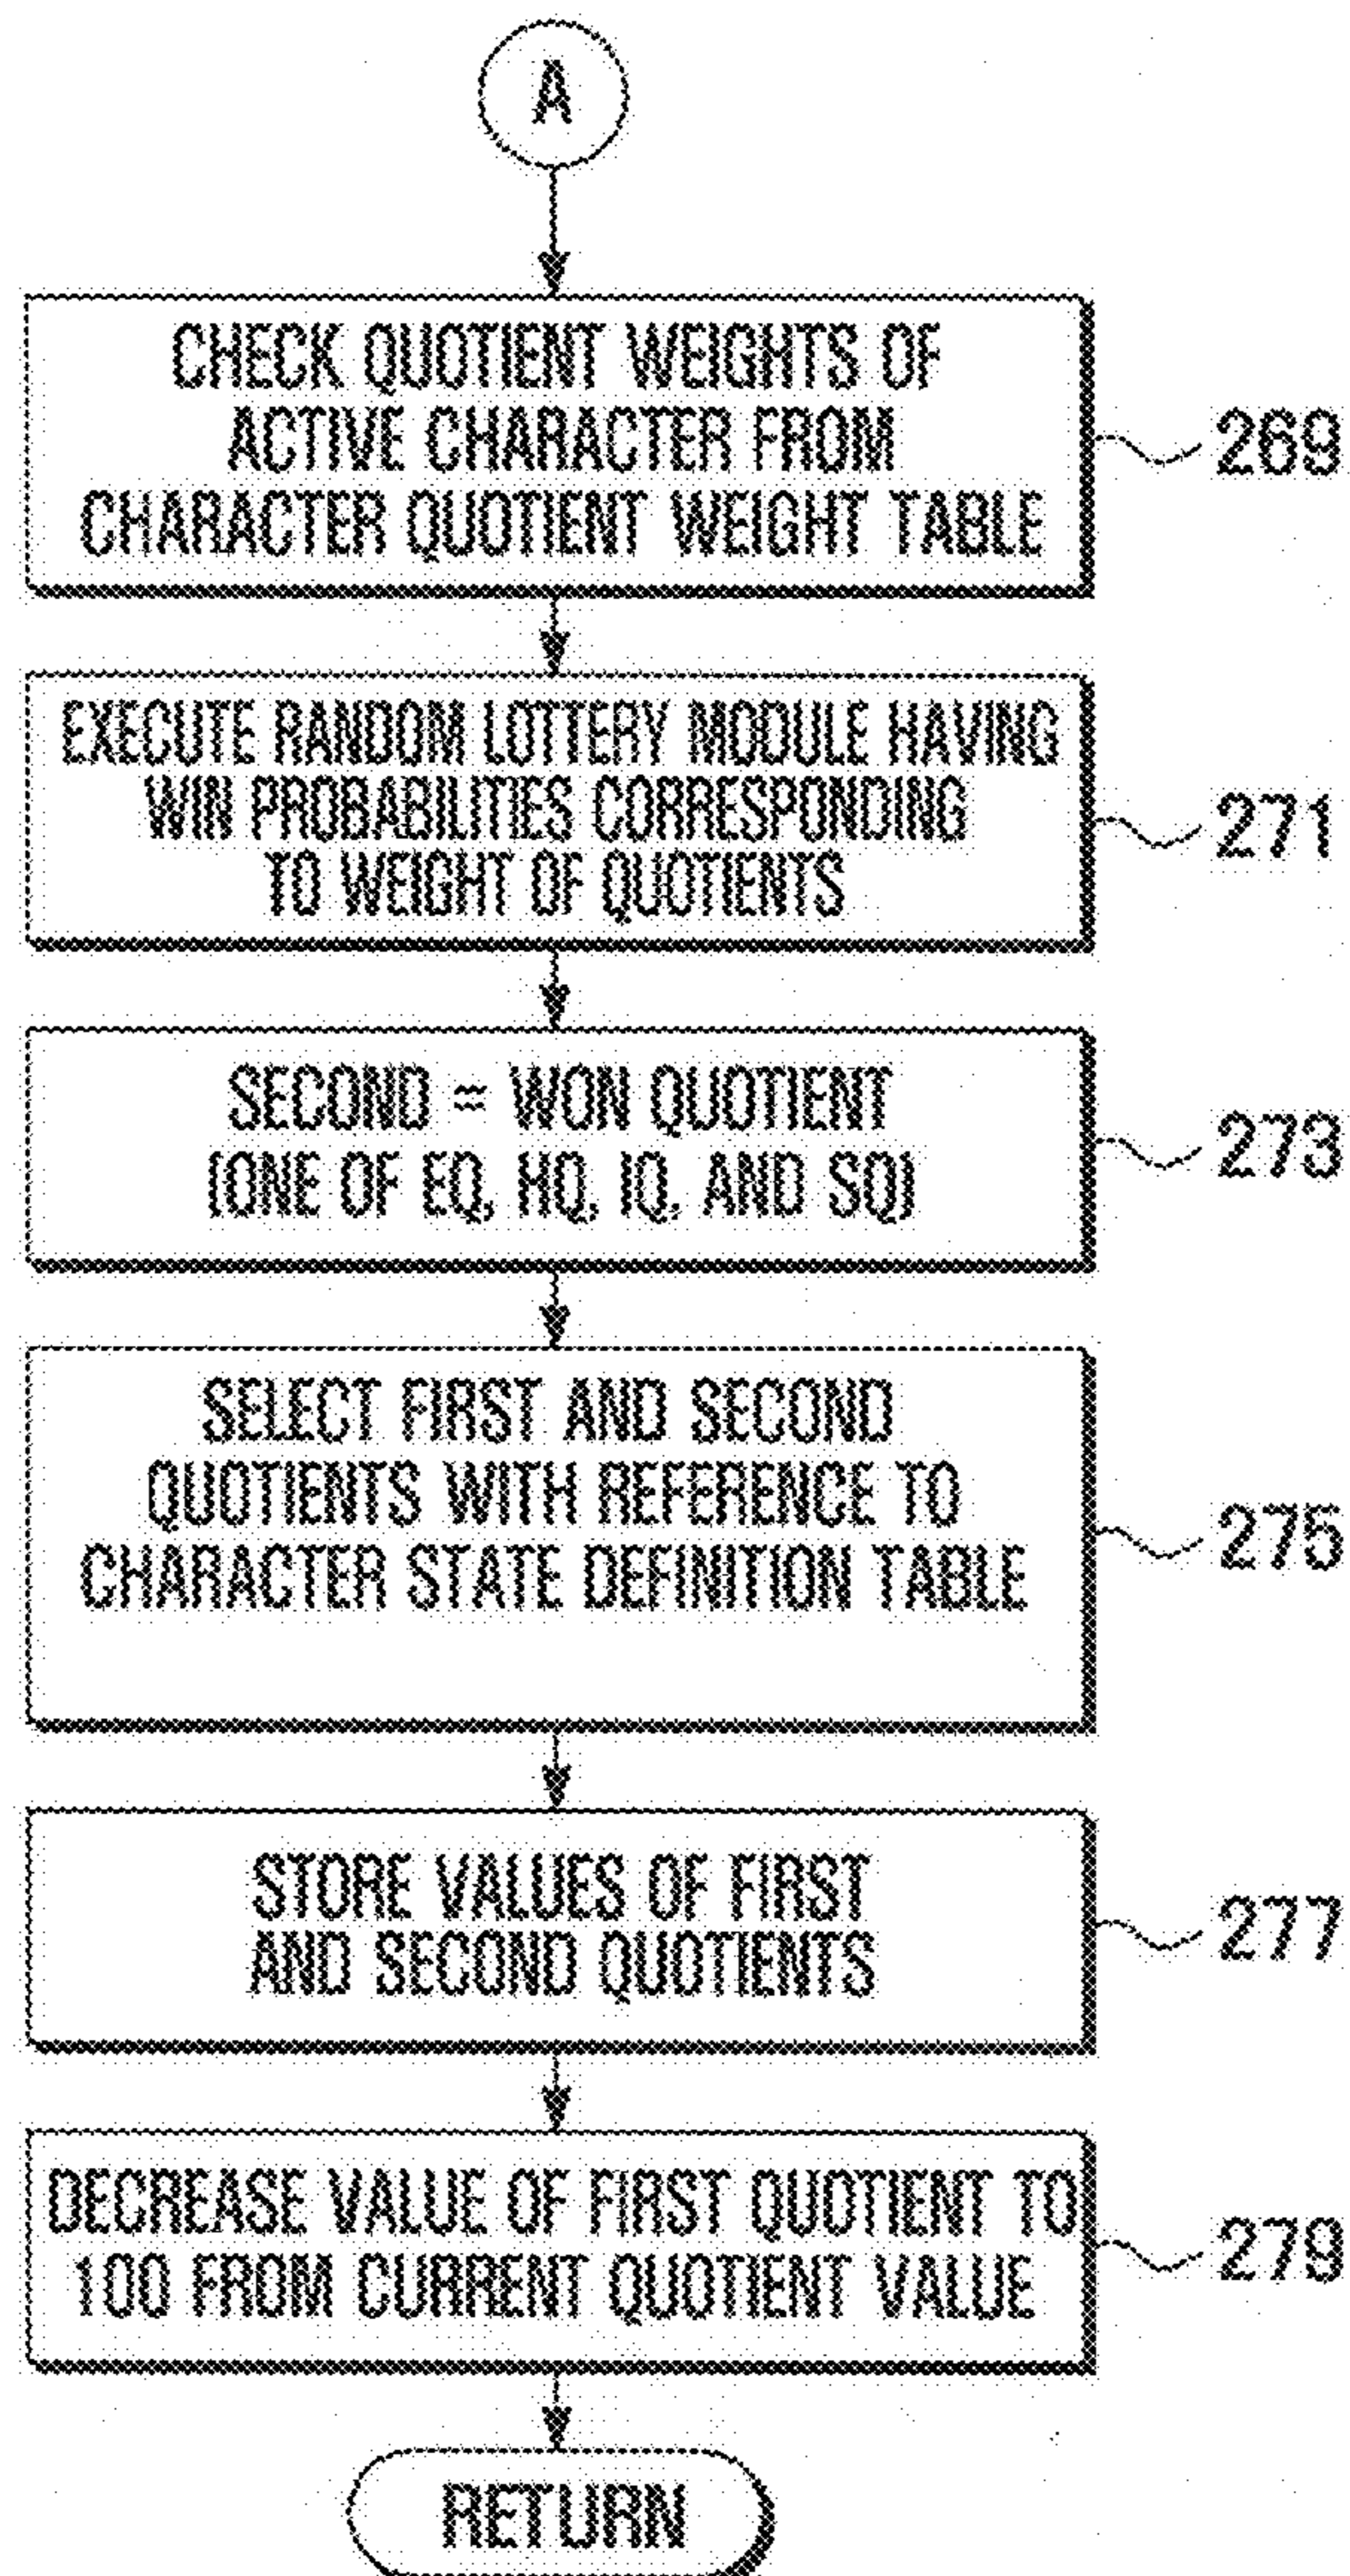 A
CHECK QUOTIENT WEIGHTS OF
ACTIVE CHARACTER FROM
CHARACTER QUOTIENT WEIGHT TABLE
269
EXECUTE RANDOM LOTTERY MODULE HAVING
WIN PROBABILITIES CORRESPONDING
TO WEIGHT OF QUOTIENTS
271
SECOND = WON QUOTIENT
(ONE OF EQ, HQ, IQ, AND SQ)
273
SELECT FIRST AND SECOND
QUOTIENTS WITH REFERENCE TO
CHARACTER STATE DEFINITION TABLE
275
STORE VALUES OF FIRST
AND SECOND QUOTIENTS
277
DECREASE VALUE OF FIRST QUOTIENT TO
100 FROM CURRENT QUOTIENT VALUE
279
RETURN